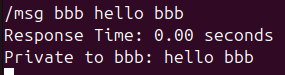 /msg bbb hello bbb
Response Time: 0.00 seconds
Private to bbb: hello bbb